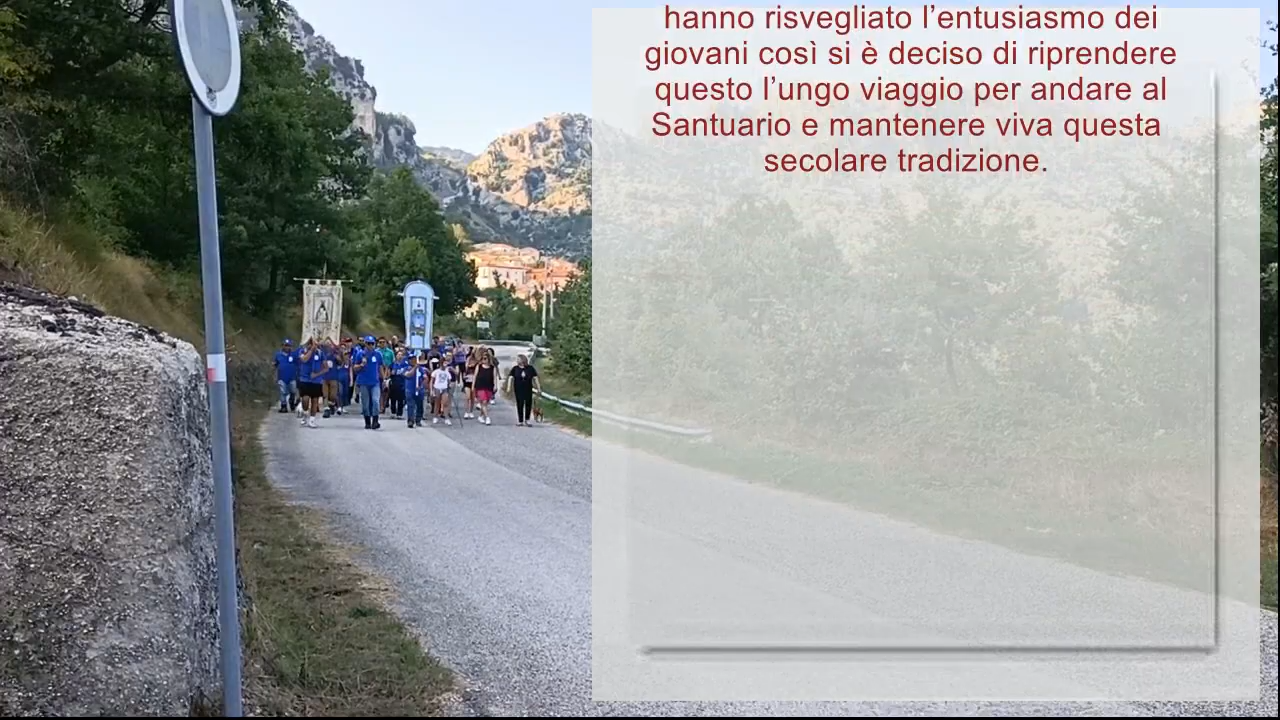 hanno risvegliato l’entusiasmo dei
giovani così si è deciso di riprendere
questo l’ungo viaggio per andare al
Santuario e mantenere viva questa
secolare tradizione.